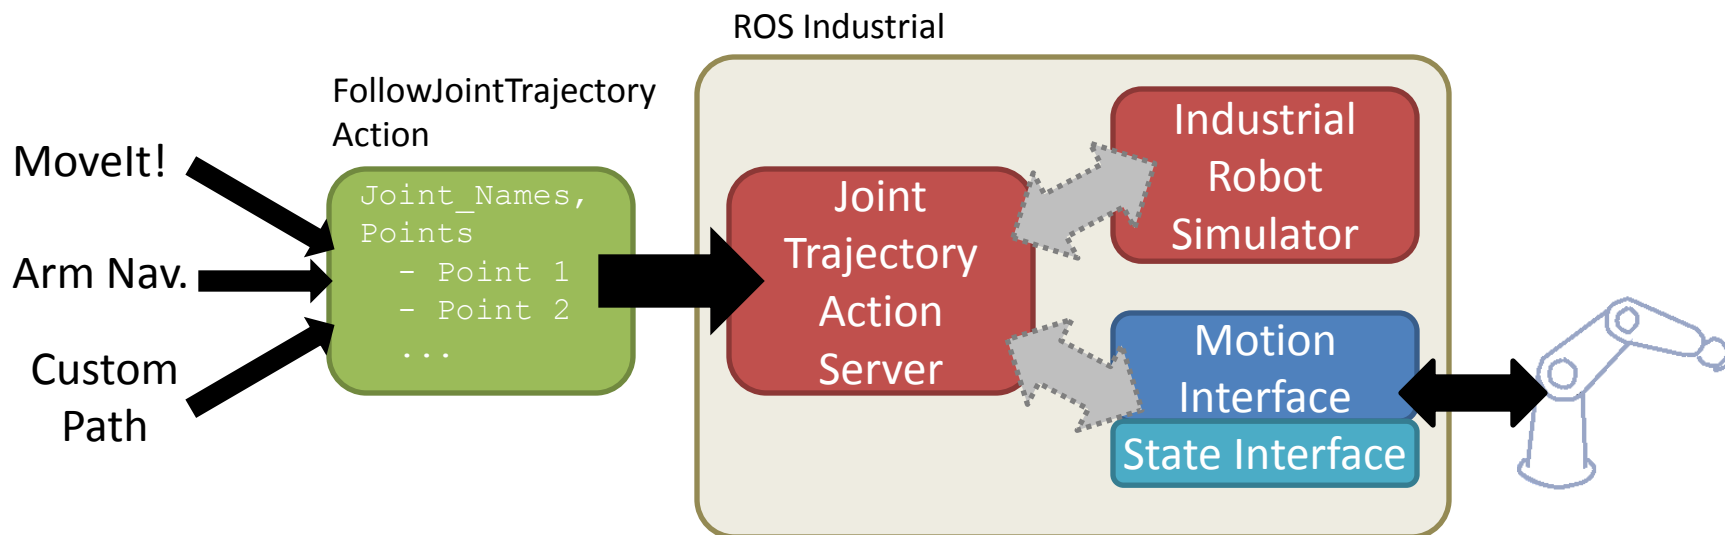 ROS Industrial
FollowJointTrajectory
Action
MoveIt!
Arm Nav.
Custom
Path
Joint_Names,
Points
- Point 1
- Point 2
...
Joint
Trajectory
Action
Server
Industrial
Robot
Simulator
Motion
Interface
State Interface